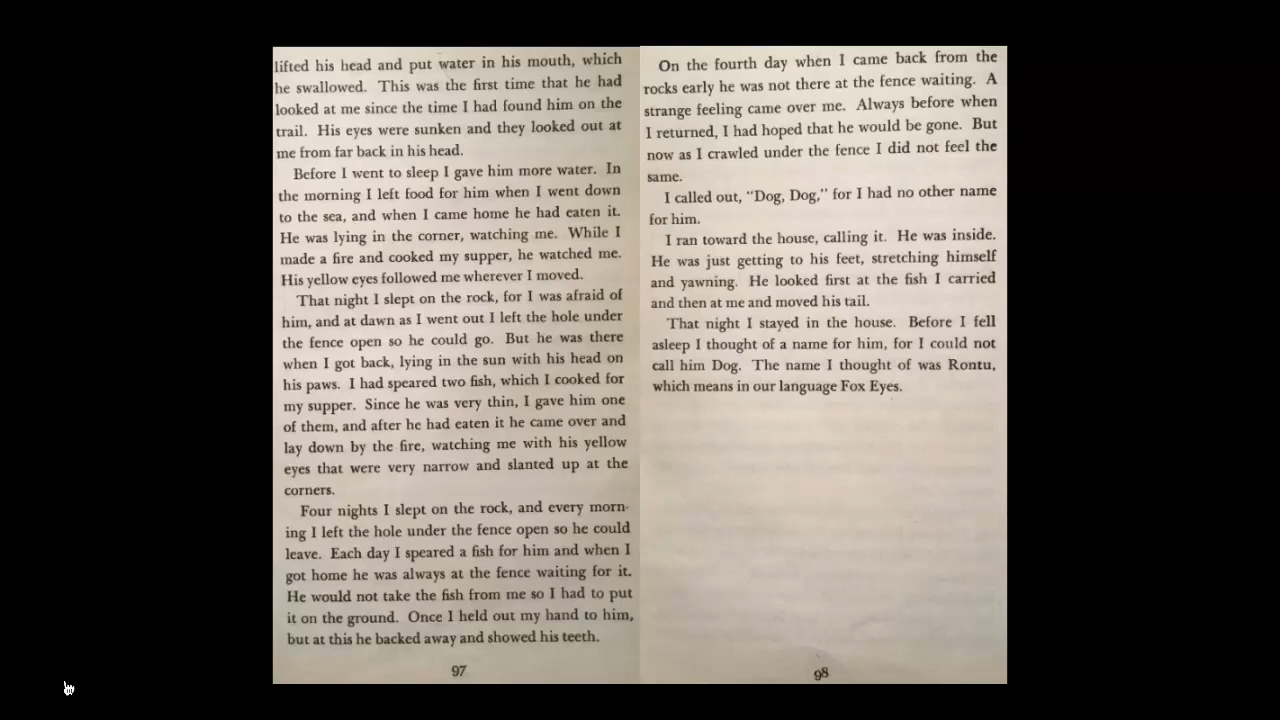 lifted his head and put water in his mouth, which
he swallowed. This was the first time that he had
looked at me since the time I had found him on the
trail. His eyes were sunken and they looked out at
me from far back in his head.
Before I went to sleep I gave him more water. In
the morning I left food for him when I went down
to the sea, and when I came home he had eaten it.
He was lying in the corner, watching me. While I
made a fire and cooked my supper, he watched me.
His yellow eyes followed me wherever I moved.
That night I slept on the rock, for I was afraid of
him, and at dawn as I went out I left the hole under
the fence open so he could go. But he was there
when I got back, lying in the sun with his head on
his paws. I had speared two fish, which I cooked for
my supper. Since he was very thin, I gave him one
of them, and after he had eaten it he came over and
lay down by the fire, watching me with his yellow
eyes that were very narrow and slanted up at the
corners.
Four nights I slept on the rock, and every morn-
ing I left the hole under the fence open so he could
leave. Each day I speared a fish for him and when I
got home he was always at the fence waiting for it.
He would not take the fish from me so I had to put
it on the ground. Once I held out my hand to him,
but at this he backed away and showed his teeth.
97
On the fourth day when I came back from the
rocks early he was not there at the fence waiting. A
strange feeling came over me. Always before when
I returned, I had hoped that he would be gone. But
now as I crawled under the fence I did not feel the
same.
I called out, "Dog, Dog," for I had no other name
for him.
I ran toward the house, calling it. He was inside.
He was just getting to his feet, stretching himself
and yawning. He looked first at the fish I carried
and then at me and moved his tail.
That night I stayed in the house. Before I fell
asleep I thought of a name for him, for I could not
call him Dog. The name I thought of was Rontu,
which means in our language Fox Eyes.
98